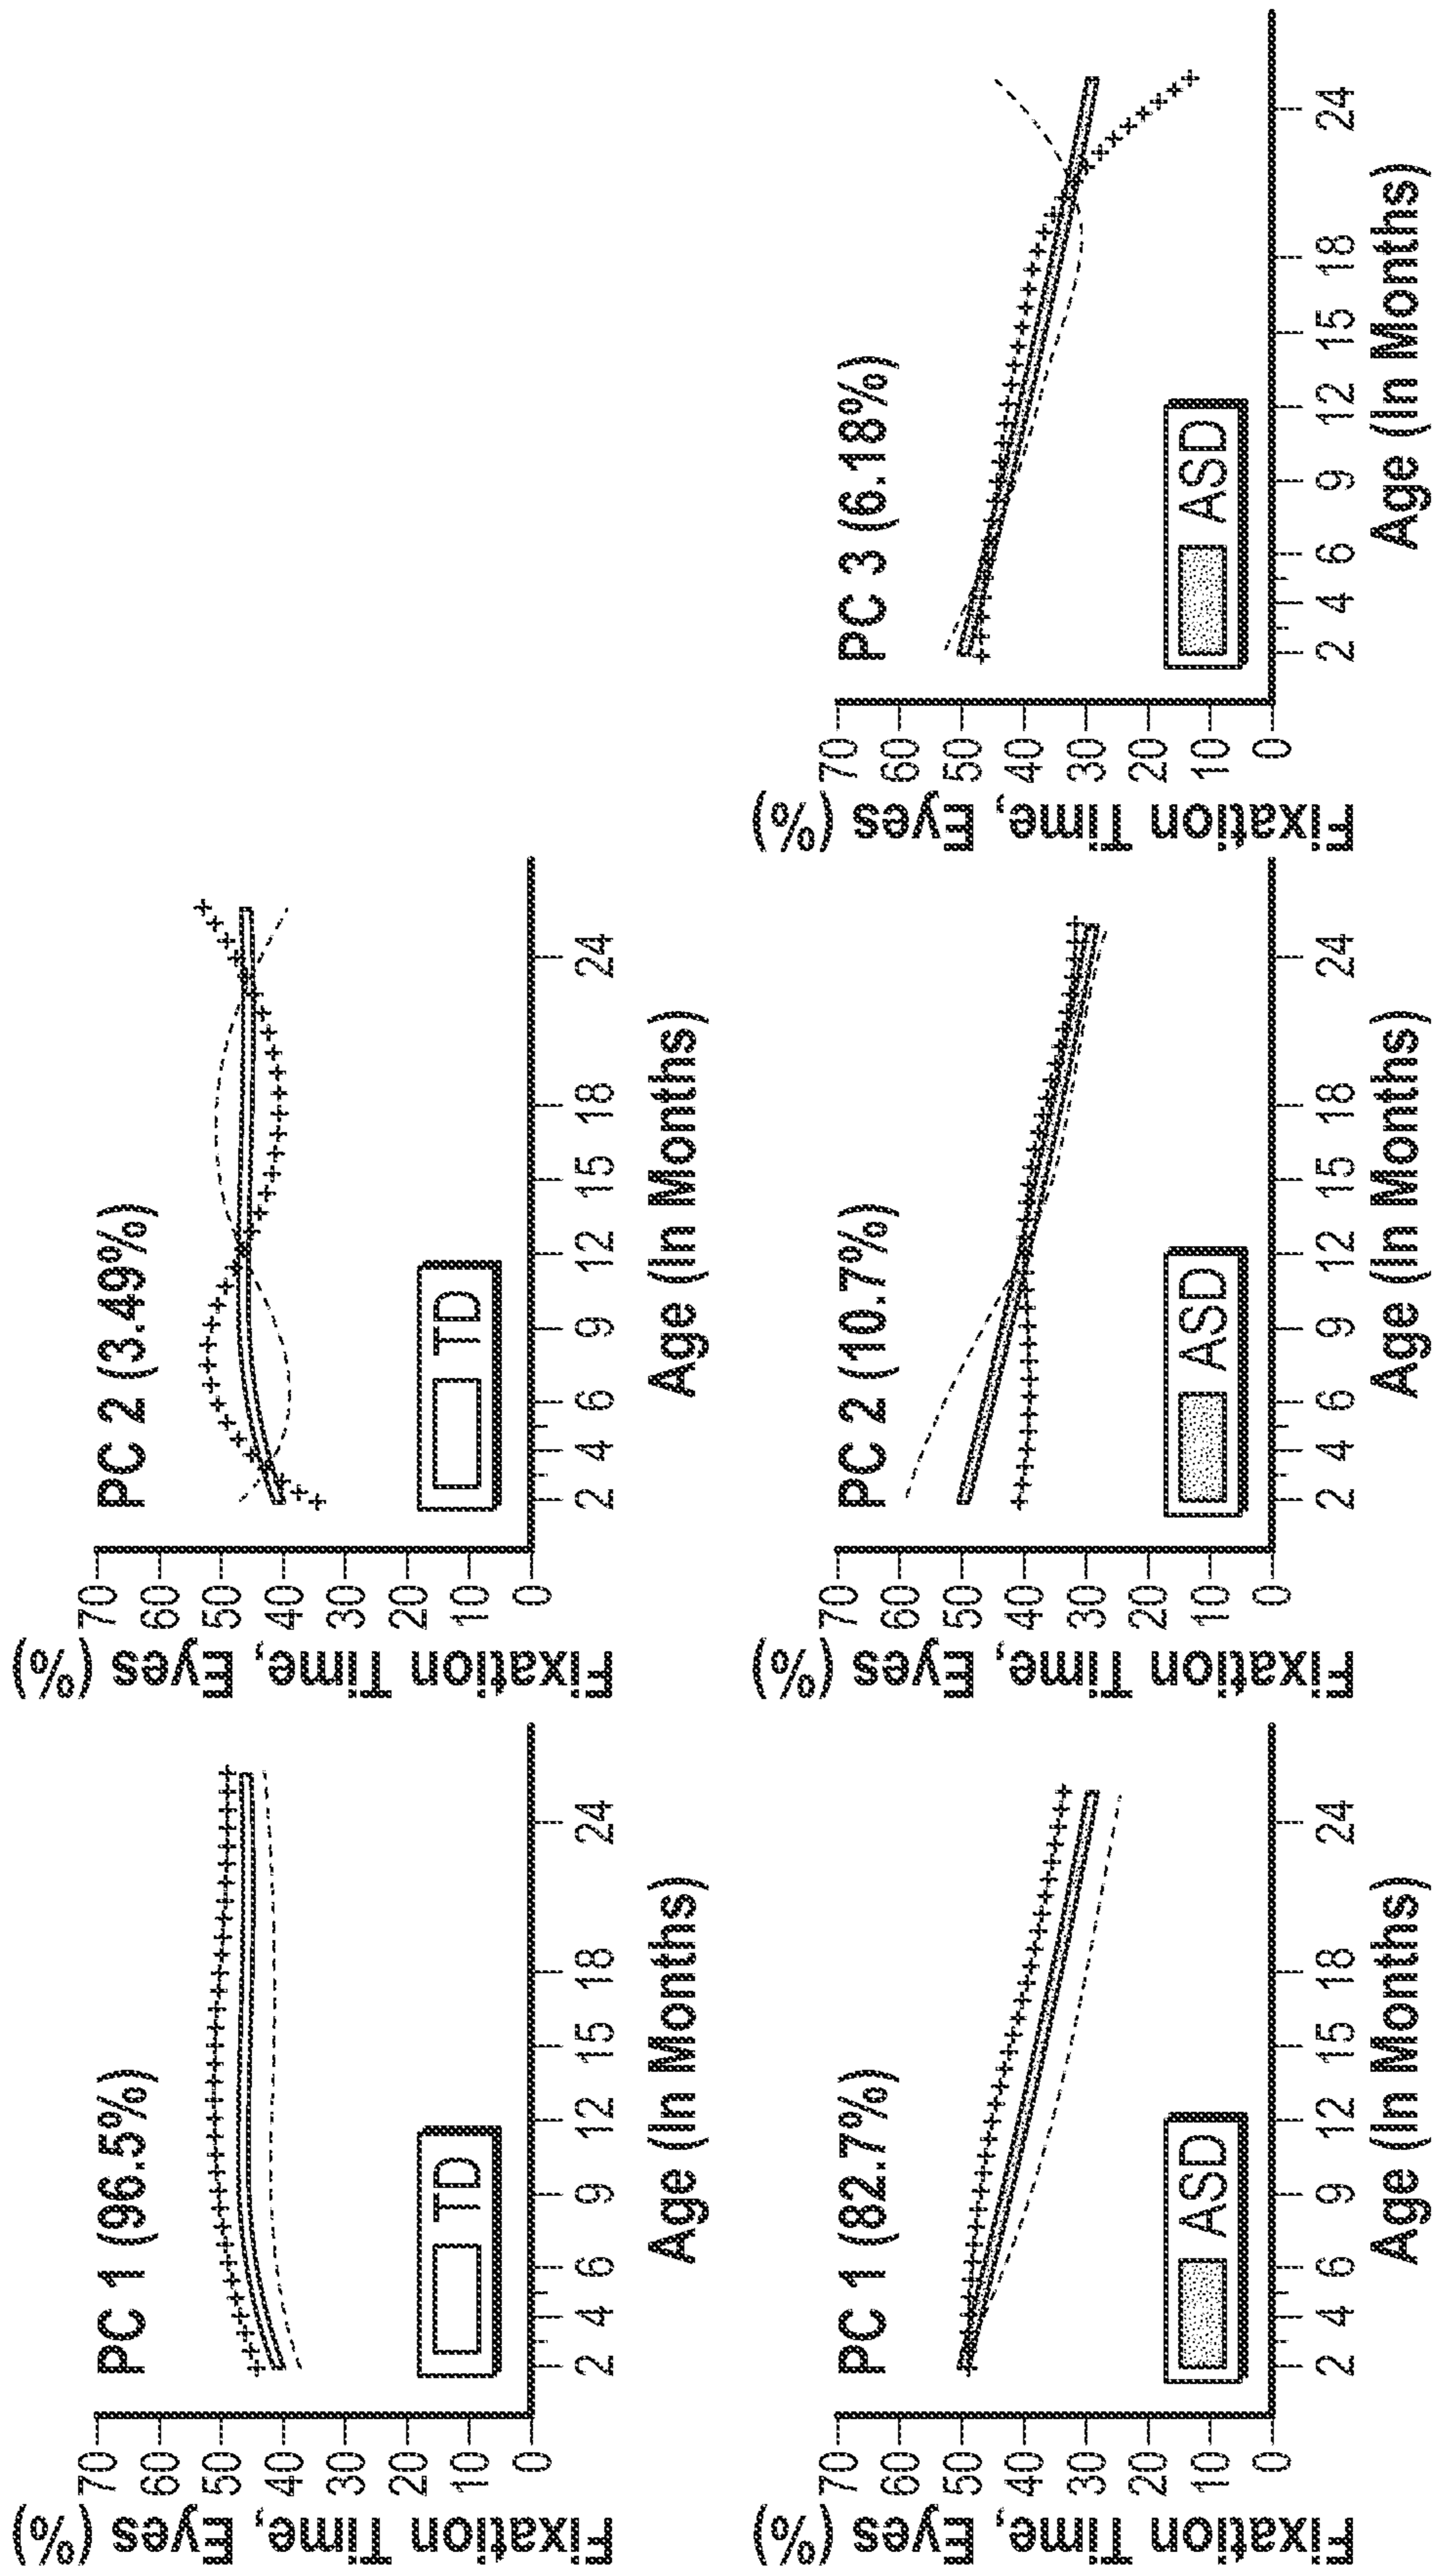 PC 1 (96.5%)
Fixation Time, Eyes
(%)
70
60
50
40
30
20
10
0
TD
2 4 6 9 12 15 18 24
Age (In Months)
PC 2 (3.49%)
Fixation Time, Eyes
(%)
70
60
50
40
30
20
10
0
TD
2 4 6 9 12 15 18 24
Age (In Months)
PC 1 (82.7%)
Fixation Time, Eyes
(%)
70
60
50
40
30
20
10
0
ASD
2 4 6 9 12 15 18 24
Age (In Months)
PC 2 (10.7%)
Fixation Time, Eyes
(%)
70
60
50
40
30
20
10
0
ASD
2 4 6 9 12 15 18 24
Age (In Months)
PC 3 (6.18%)
Fixation Time, Eyes
(%)
70
60
50
40
30
20
10
0
ASD
2 4 6 9 12 15 18 24
Age (In Months)